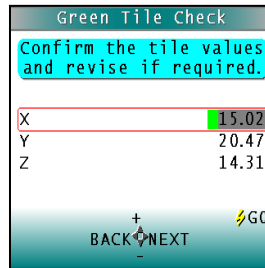 Green Tile Check
Confirm the tile values
and revise if required.
X 15.02
Y 20.47
Z 14.31
+
GO
BACK NEXT
-